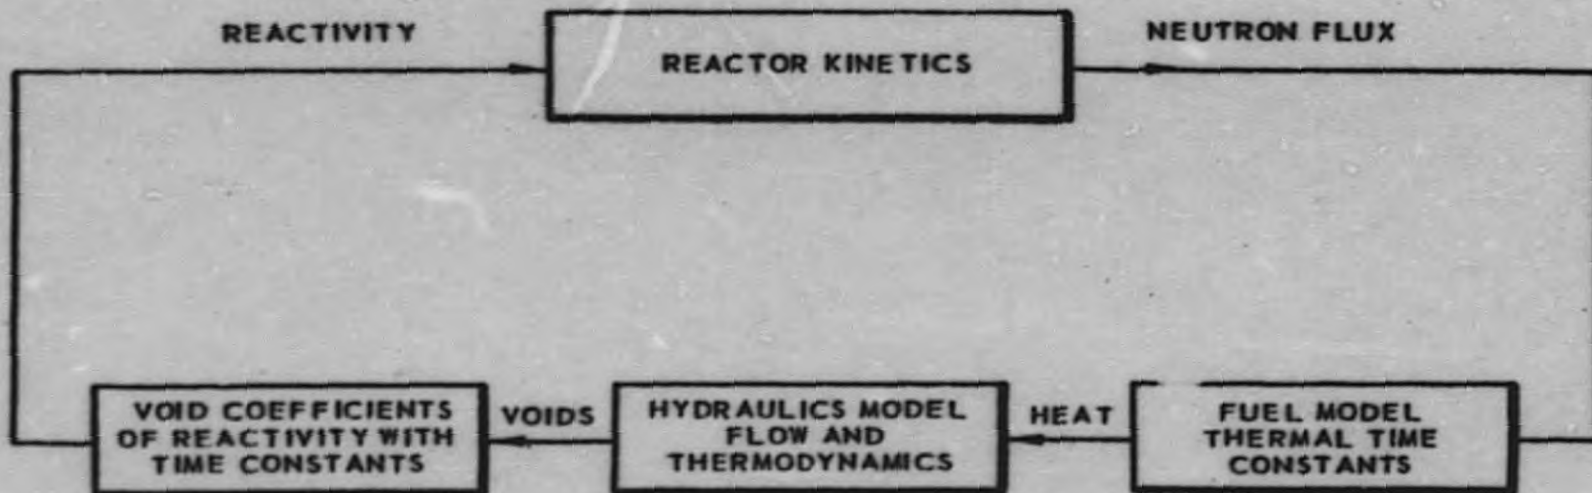 REACTIVITY
REACTOR KINETICS
NEUTRON FLUX
VOID COEFFICIENTS
OF REACTIVITY WITH
TIME CONSTANTS
VOIDS
HYDRAULICS MODEL
FLOW AND
THERMODYNAMICS
HEAT
FUEL MODEL
THERMAL TIME
CONSTANTS